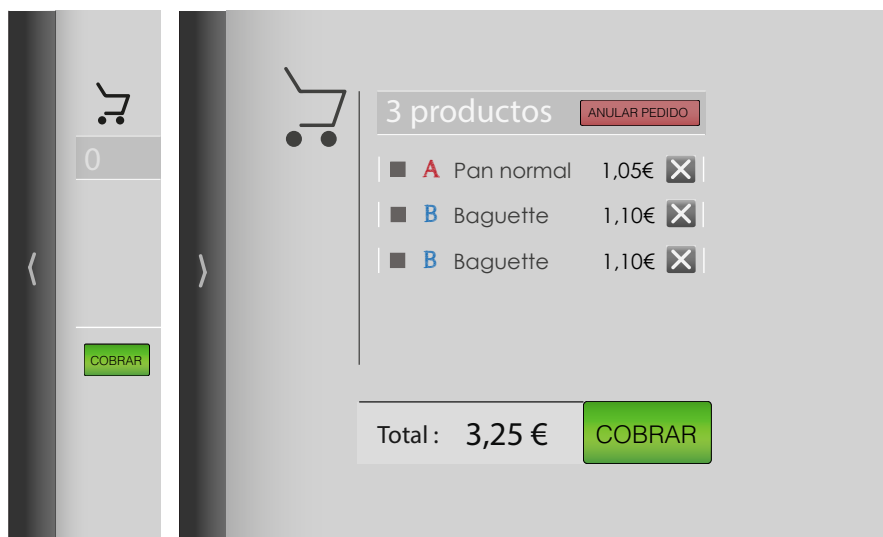 0
COBRAR
3 productos ANULAR PEDIDO
A Pan normal 1,05€
B Baguette 1,10€
B Baguette 1,10€
Total : 3,25 € COBRAR